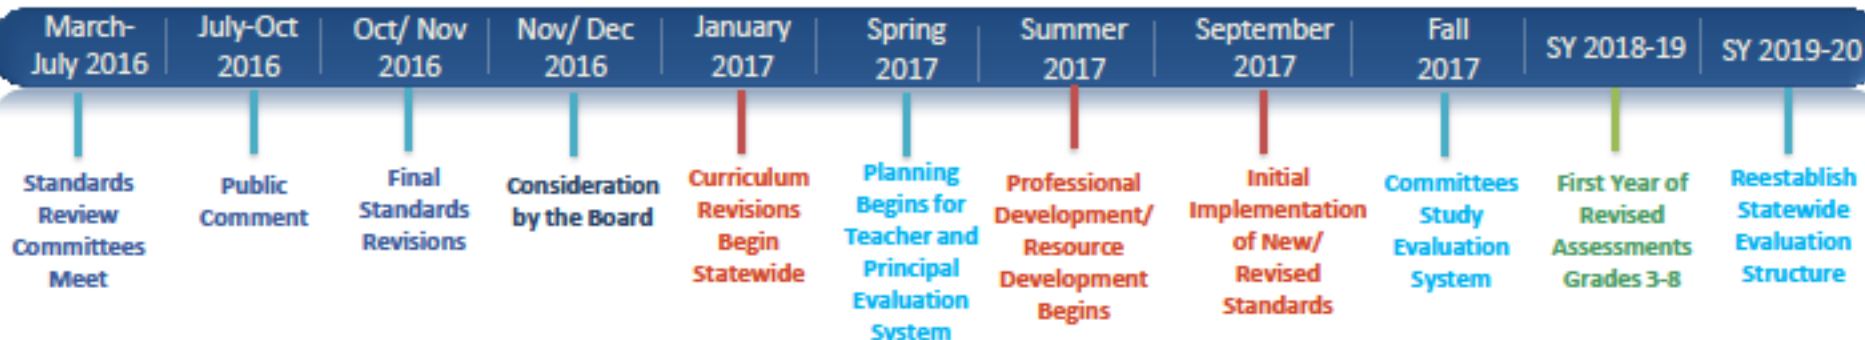 March-
July 2016
July-Oct
2016
Oct/ Nov
2016
Nov/ Dec
2016
January
2017
Spring
2017
Summer
2017
September
2017
Fall
2017
SY 2018-19
SY 2019-20
Standards
Review
Committees
Meet
Public
Comment
Final
Standards
Revisions
Consideration
by the Board
Curriculum
Revisions
Begin
Statewide
Planning
Begins for
Teacher and
Principal
Evaluation
System
Professional
Development/
Resource
Development
Begins
Initial
Implementation
of New/
Revised
Standards
Committees
Study
Evaluation
System
First Year of
Revised
Assessments
Grades 3-8
Reestablish
Statewide
Evaluation
Structure